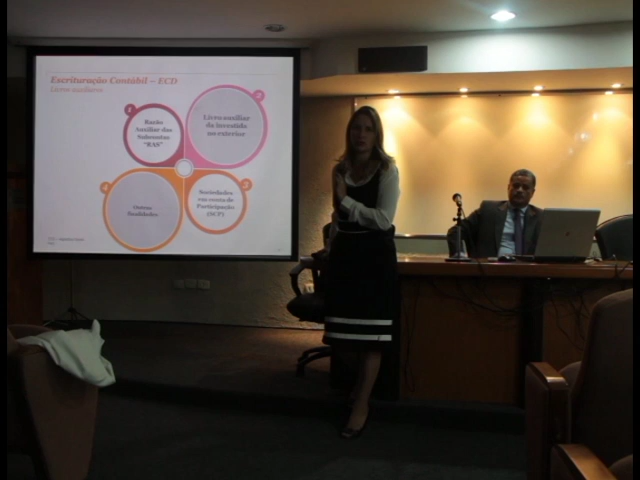 Escrituração Contábil – ECD
Livros auxiliares
1
Razão
Auxiliar das
Subcontas
"RAS"
2
Livro auxiliar
da investida
no exterior
4
Outras
finalidades
3
Sociedades
em conta de
Participação
(SCP)